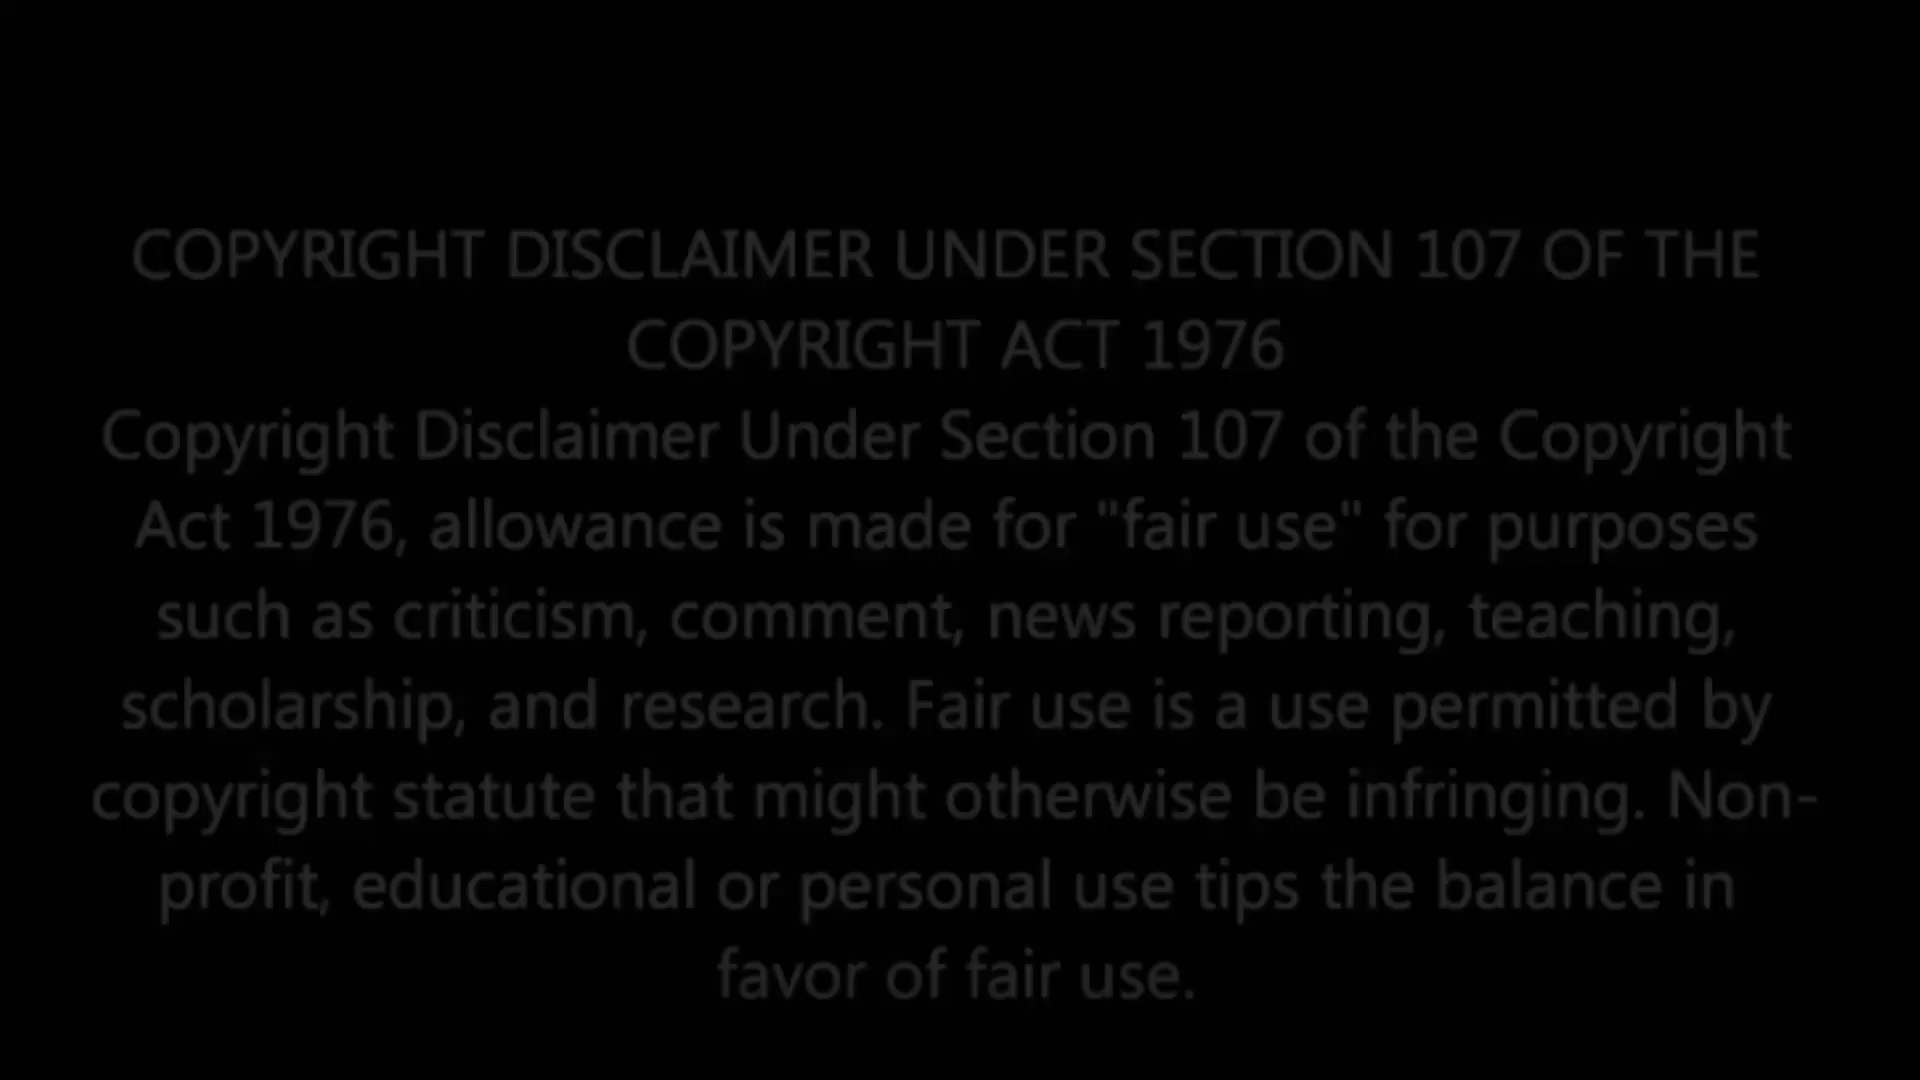 COPYRIGHT DISCLAIMER UNDER SECTION 107 OF THE
COPYRIGHT ACT 1976
Copyright Disclaimer Under Section 107 of the Copyright
Act 1976, allowance is made for "fair use" for purposes
such as criticism, comment, news reporting, teaching,
scholarship, and research. Fair use is a use permitted by
copyright statute that might otherwise be infringing. Non-
profit, educational or personal use tips the balance in
favor of fair use.